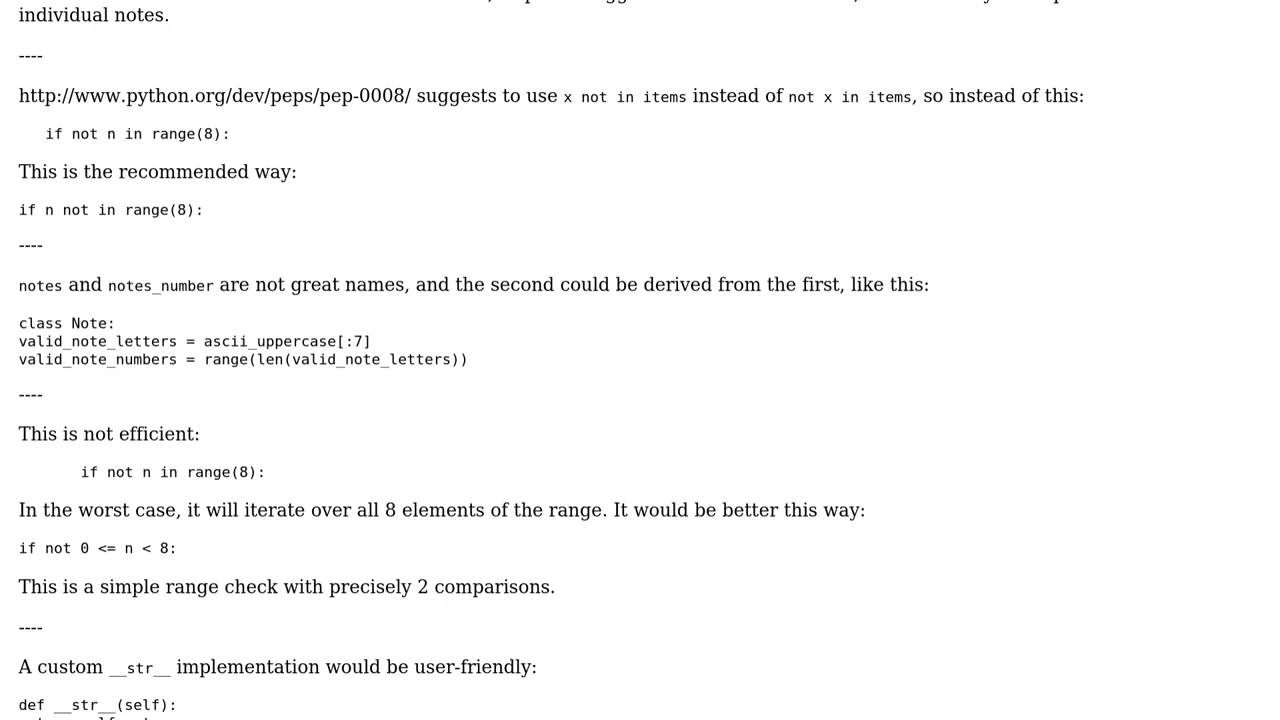 individual notes.
----
http://www.python.org/dev/peps/pep-0008/ suggests to use x not in items instead of not x in items, so instead of this:
if not n in range(8):
This is the recommended way:
if n not in range(8):
----
notes and notes_number are not great names, and the second could be derived from the first, like this:
class Note:
valid_note_letters = ascii_uppercase[:7]
valid_note_numbers = range(len(valid_note_letters))
----
This is not efficient:
if not n in range(8):
In the worst case, it will iterate over all 8 elements of the range. It would be better this way:
if not 0 <= n < 8:
This is a simple range check with precisely 2 comparisons.
----
A custom __str__ implementation would be user-friendly:
def __str__(self):